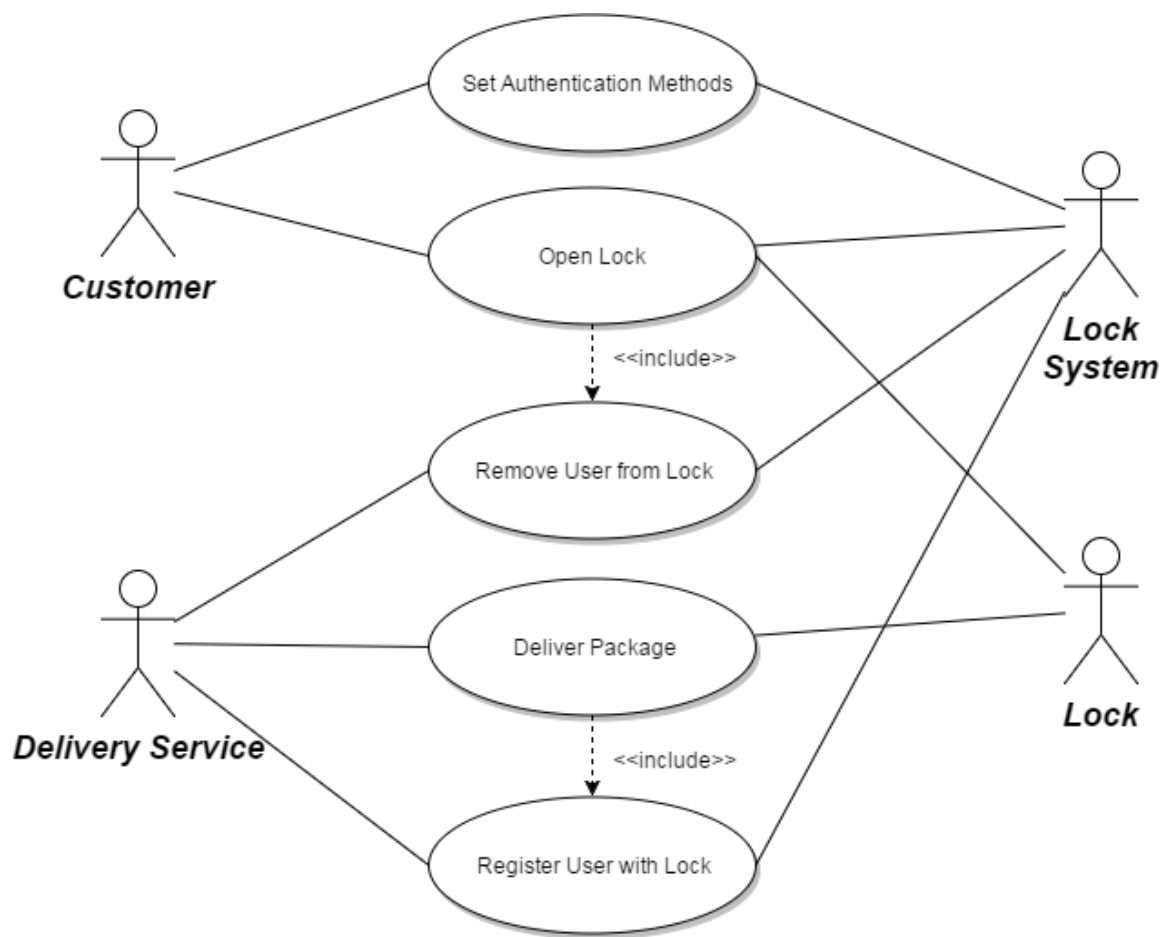 Set Authentication Methods
Customer
Open Lock
Lock
System
<<include>>
Remove User from Lock
Delivery Service
Deliver Package
Lock
<<include>>
Register User with Lock